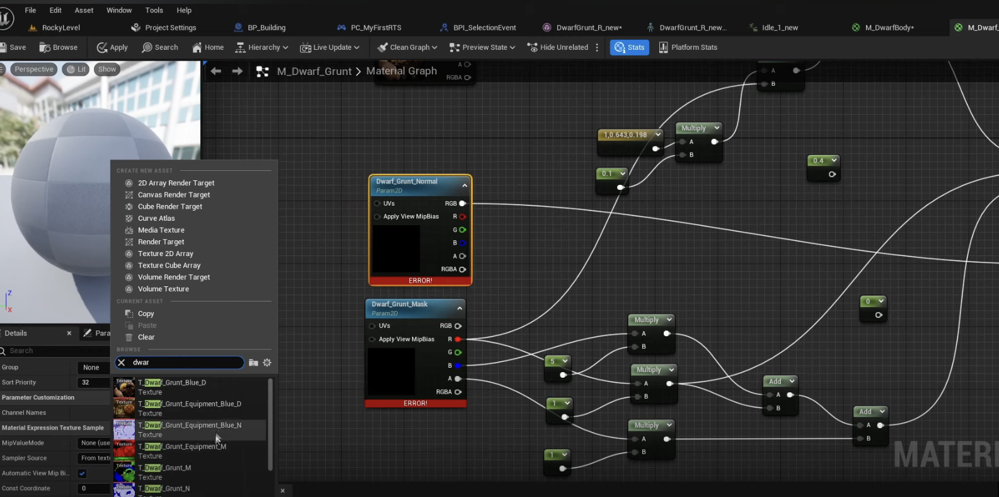 File Edit Asset Window Tools Help
RockyLevel Project Settings BP_Building PC_MyFirstRTS BPI_SelectionEvent DwarfGrunt_R_new* DwarfGrunt_R_new... Idle_1_new M_DwarfBody* M_Dwarf_
Save Browse Apply Search Home Hierarchy Live Update Clean Graph Preview State Hide Unrelated Stats Platform Stats
Perspective Lit Show
M_Dwarf_Grunt > Material Graph
A
RGBA
A
B
1,0.643,0.198
Multiply
A
B
0.1
0.4
Dwarf_Grunt_Normal
Param2D
UVs RGB
Apply View MipBias R
G
B
A
RGBA
ERROR!
Dwarf_Grunt_Mask
Param2D
UVs RGB
Apply View MipBias R
G
B
A
RGBA
ERROR!
0
Multiply
A
B
5
Multiply
A
B
1
Multiply
A
B
1
Add
A
B
Add
A
B
MATERI
CREATE NEW ASSET
2D Array Render Target
Canvas Render Target
Cube Render Target
Curve Atlas
Media Texture
Render Target
Texture 2D Array
Texture Cube Array
Volume Render Target
Volume Texture
CURRENT ASSET
Copy
Paste
Clear
BROWSE
dwar
T_Dwarf_Grunt_Blue_D
Texture
T_Dwarf_Grunt_Equipment_Blue_D
Texture
T_Dwarf_Grunt_Equipment_Blue_N
Texture
T_Dwarf_Grunt_Equipment_M
Texture
T_Dwarf_Grunt_M
Texture
T_Dwarf_Grunt_N
Z
X
Details Para
Search
Group None
Sort Priority 32
Parameter Customization
Channel Names
Material Expression Texture Sample
MipValueMode None (use
Sampler Source From textu
Automatic View Mip Bi...
Const Coordinate 0